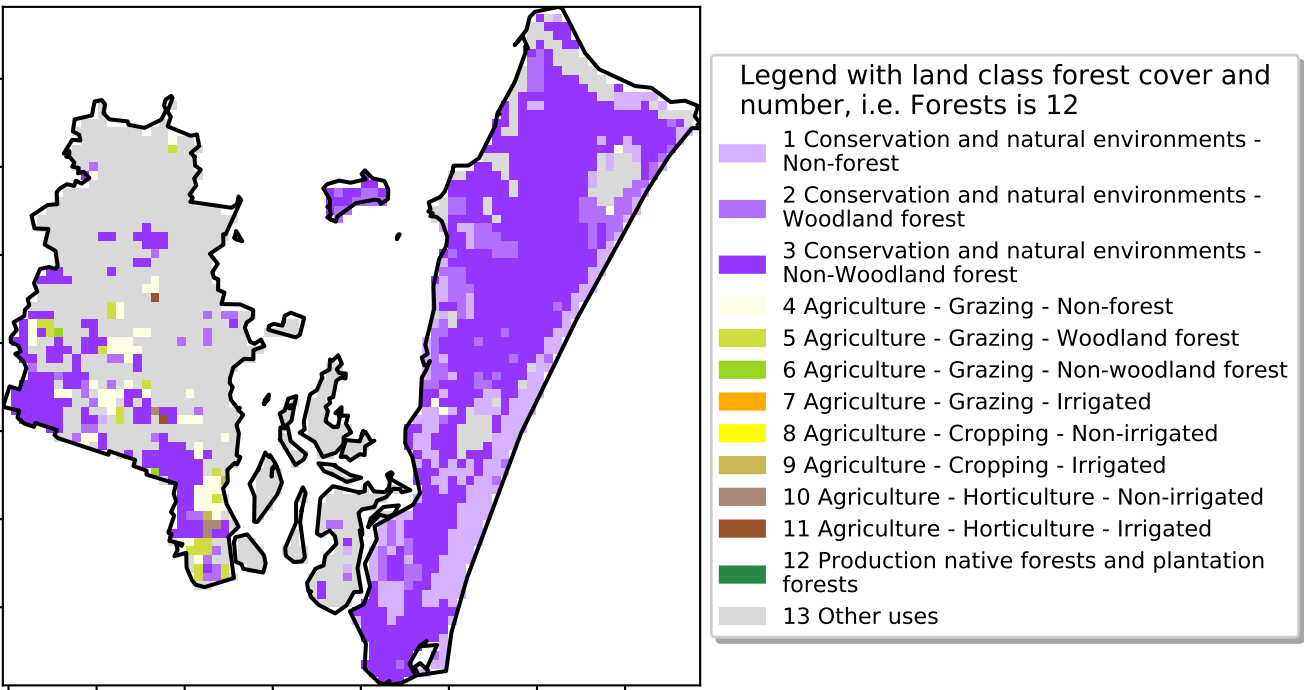 Legend with land class forest cover and
number, i.e. Forests is 12
1 Conservation and natural environments -
Non-forest
2 Conservation and natural environments -
Woodland forest
3 Conservation and natural environments -
Non-Woodland forest
4 Agriculture - Grazing - Non-forest
5 Agriculture - Grazing - Woodland forest
6 Agriculture - Grazing - Non-woodland forest
7 Agriculture - Grazing - Irrigated
8 Agriculture - Cropping - Non-irrigated
9 Agriculture - Cropping - Irrigated
10 Agriculture - Horticulture - Non-irrigated
11 Agriculture - Horticulture - Irrigated
12 Production native forests and plantation
forests
13 Other uses